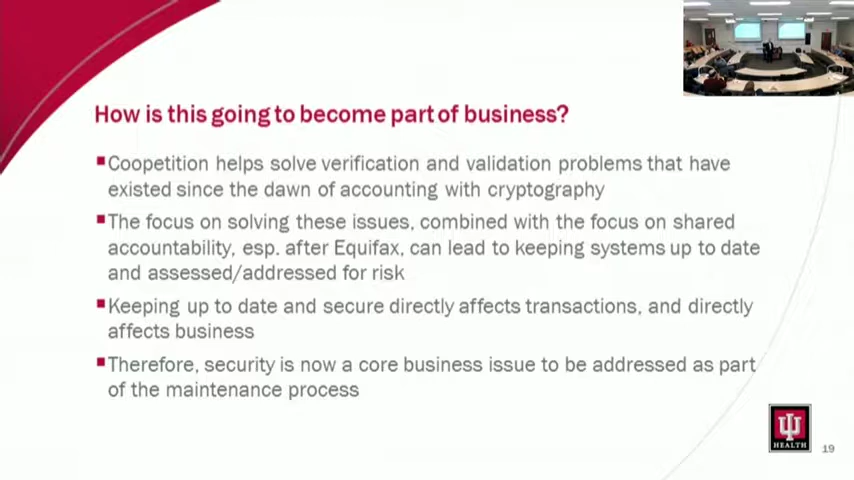 How is this going to become part of business?
Coopetition helps solve verification and validation problems that have
existed since the dawn of accounting with cryptography
The focus on solving these issues, combined with the focus on shared
accountability, esp. after Equifax, can lead to keeping systems up to date
and assessed/addressed for risk
Keeping up to date and secure directly affects transactions, and directly
affects business
Therefore, security is now a core business issue to be addressed as part
of the maintenance process
IU
HEALTH
19